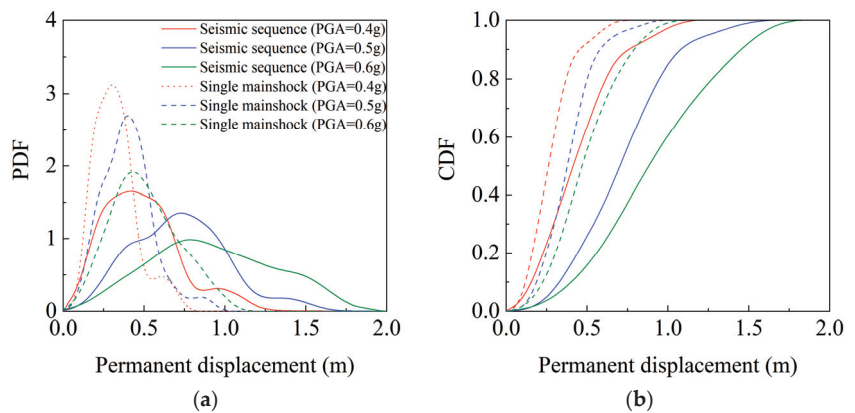 4
3
2
1
0
PDF
Seismic sequence (PGA=0.4g)
Seismic sequence (PGA=0.5g)
Seismic sequence (PGA=0.6g)
Single mainshock (PGA=0.4g)
Single mainshock (PGA=0.5g)
Single mainshock (PGA=0.6g)
0.0 0.5 1.0 1.5 2.0
Permanent displacement (m)
(a)
1.0
0.8
0.6
0.4
0.2
0.0
CDF
0.0 0.5 1.0 1.5 2.0
Permanent displacement (m)
(b)